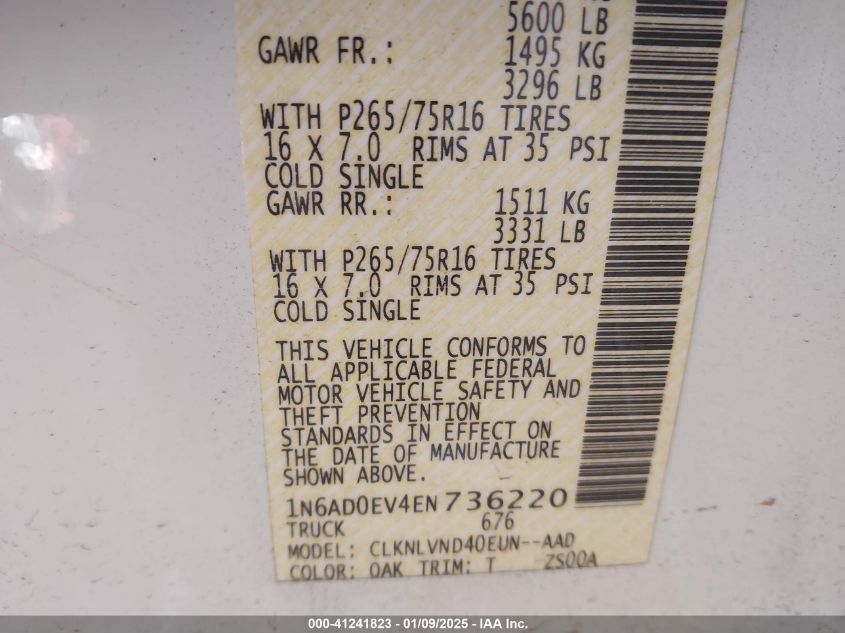 5600 LB
GAWR FR.: 1495 KG
3296 LB
WITH P265/75R16 TIRES
16 X 7.0 RIMS AT 35 PSI
COLD SINGLE
GAWR RR.: 1511 KG
3331 LB
WITH P265/75R16 TIRES
16 X 7.0 RIMS AT 35 PSI
COLD SINGLE
THIS VEHICLE CONFORMS TO
ALL APPLICABLE FEDERAL
MOTOR VEHICLE SAFETY AND
THEFT PREVENTION
STANDARDS IN EFFECT ON
THE DATE OF MANUFACTURE
SHOWN ABOVE.
1N6AD0EV4EN736220
TRUCK 676
MODEL: CLKNLVND40EUN--AAD
COLOR: QAK TRIM: T ZS00A
000-41241823 - 01/09/2025 - IAA Inc.